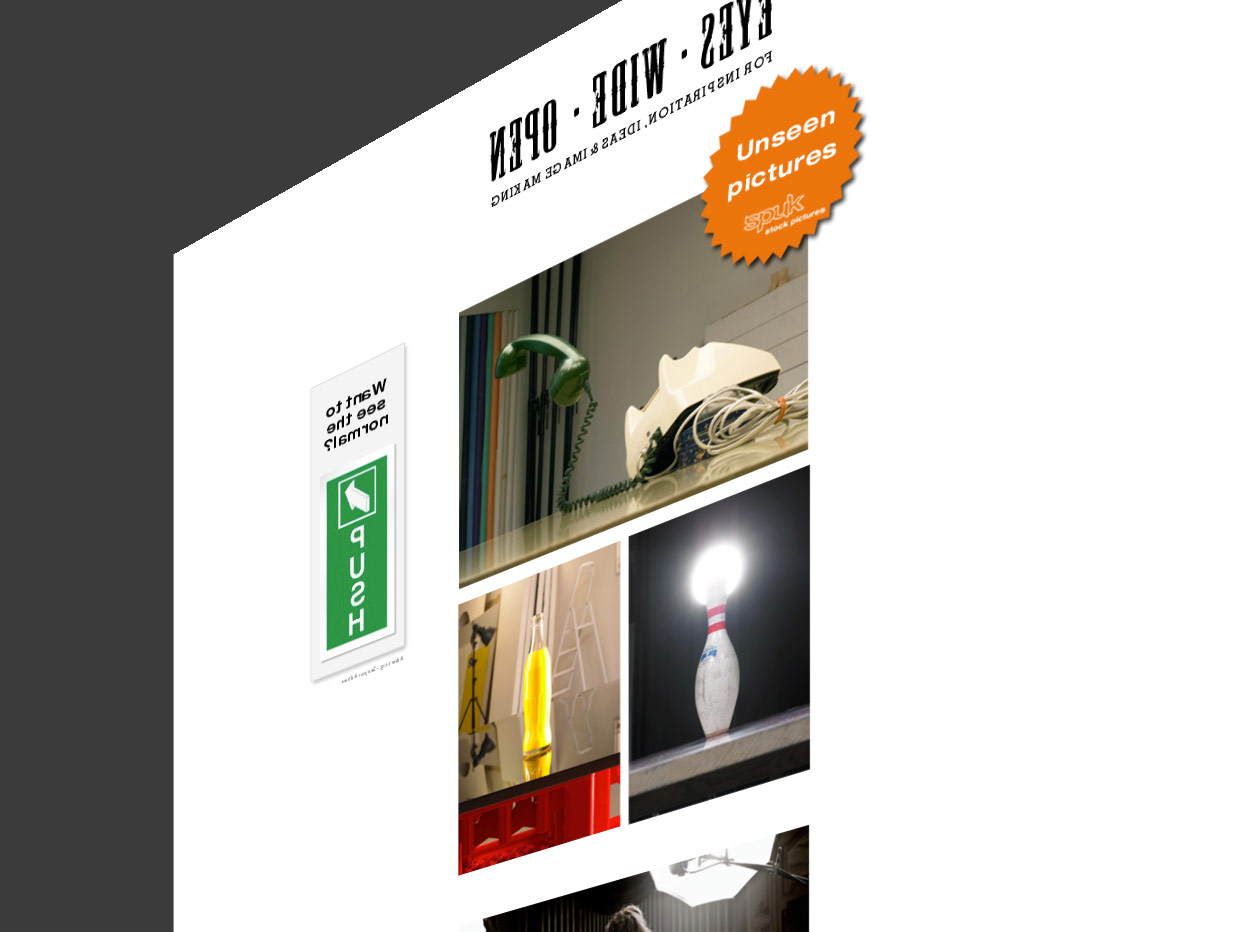 EYES · WIDE · OPEN
FOR INSPIRATION, IDEAS & IMAGE MAKING
Unseen
pictures
spuk
stock pictures
Want to
see the
normal?
PUSH